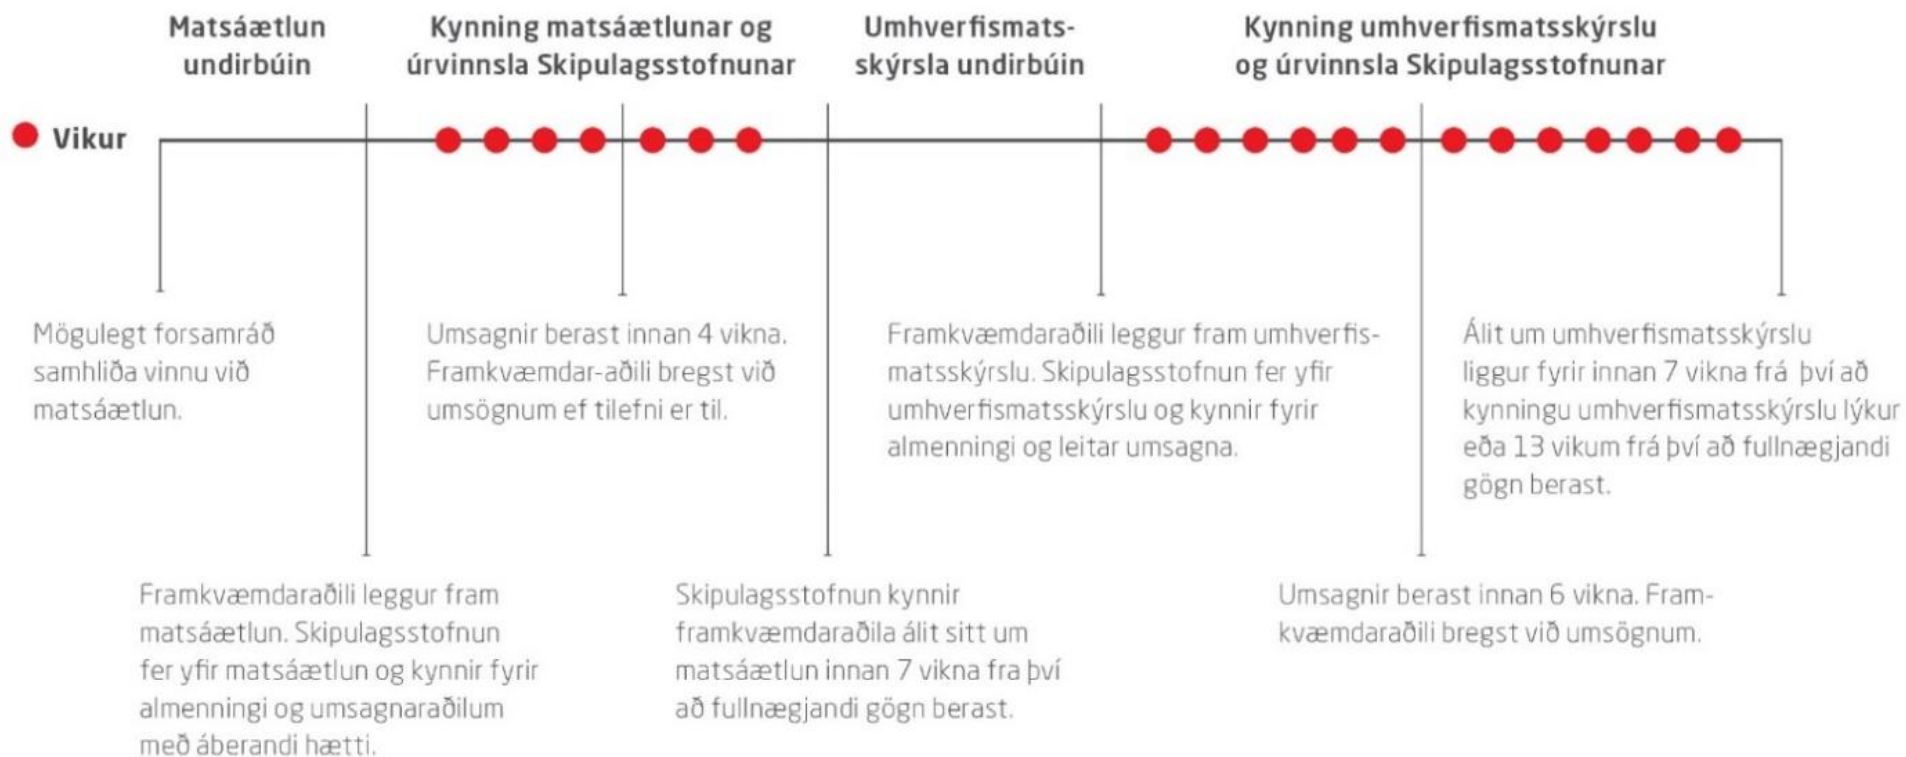 Matsáætlun
undirbúin
Kynning matsáætlunar og
úrvinnsla Skipulagsstofnunar
Umhverfismats-
skýrsla undirbúin
Kynning umhverfismatsskýrslu
og úrvinnsla Skipulagsstofnunar
Vikur
Mögulegt forsamráð
samhliða vinnu við
matsáætlun.
Umsagnir berast innan 4 vikna.
Framkvæmdar-aðili bregst við
umsögnum ef tilefni er til.
Framkvæmdaraðili leggur fram umhverfis-
matsskýrslu. Skipulagsstofnun fer yfir
umhverfismatsskýrslu og kynnir fyrir
almenningi og leitar umsagna.
Álit um umhverfismatsskýrslu
liggur fyrir innan 7 vikna frá því að
kynningu umhverfismatsskýrslu lýkur
eða 13 vikum frá því að fullnægjandi
gögn berast.
Framkvæmdaraðili leggur fram
matsáætlun. Skipulagsstofnun
fer yfir matsáætlun og kynnir fyrir
almenningi og umsagnaraðilum
með áberandi hætti.
Skipulagsstofnun kynnir
framkvæmdaraðila álit sitt um
matsáætlun innan 7 vikna fra því
að fullnægjandi gögn berast.
Umsagnir berast innan 6 vikna. Fram-
kvæmdaraðili bregst við umsögnum.